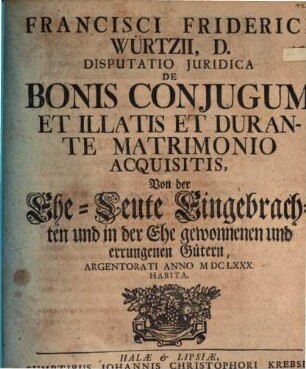 FRANCISCI FRIDERICI
WÜRTZII, D.
DISPUTATIO JURIDICA
DE
BONIS CONJUGUM
ET ILLATIS ET DURAN-
TE MATRIMONIO
ACQUISITIS,
Von der
Ehe-Leute Eingebrach-
ten und in der Ehe gewonnenen und
errungenen Gütern,
ARGENTORATI ANNO MDCLXXX.
HABITA.
HALÆ & LIPSIÆ,
SUMPTIBUS JOHANNIS CHRISTOPHORI KREBSI